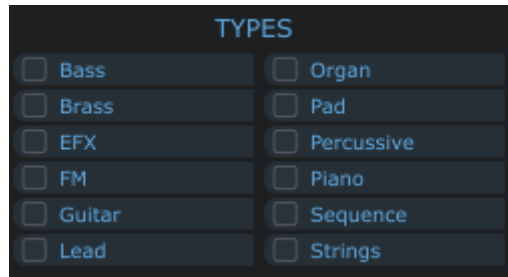 TYPES
Bass
Brass
EFX
FM
Guitar
Lead
Organ
Pad
Percussive
Piano
Sequence
Strings